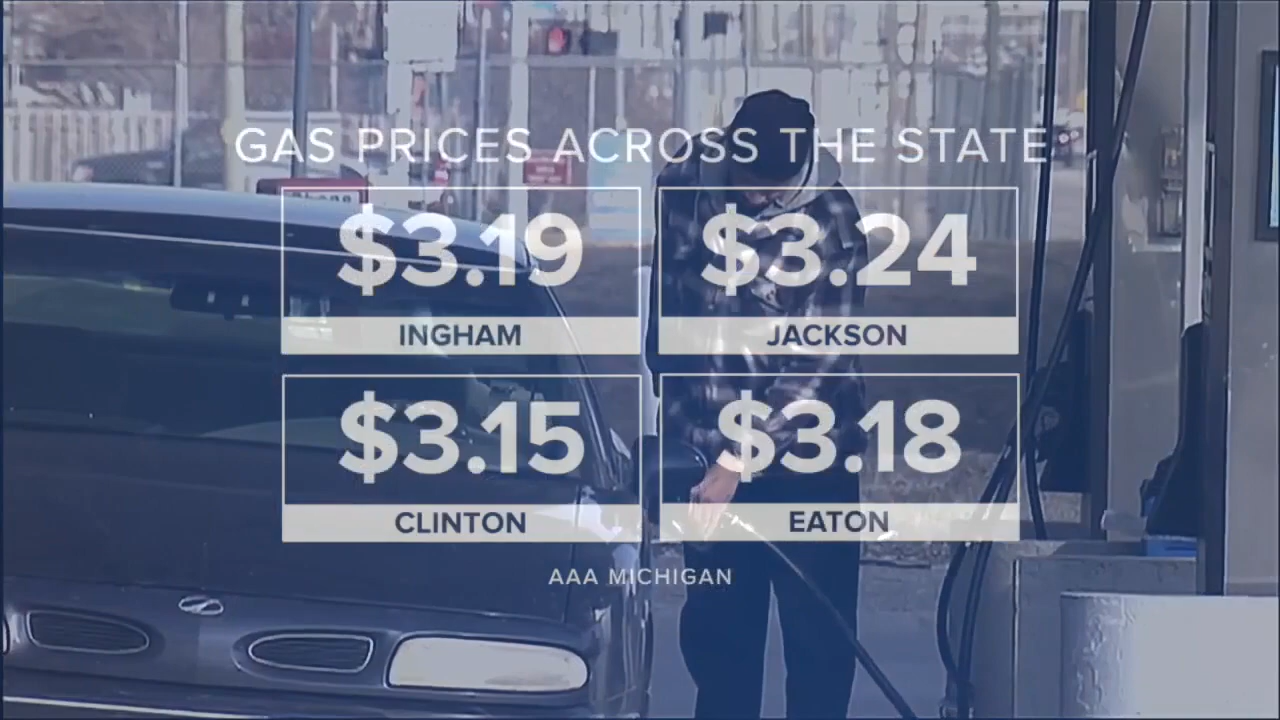 GAS PRICES ACROSS THE STATE
$3.19
INGHAM
$3.24
JACKSON
$3.15
CLINTON
$3.18
EATON
AAA MICHIGAN